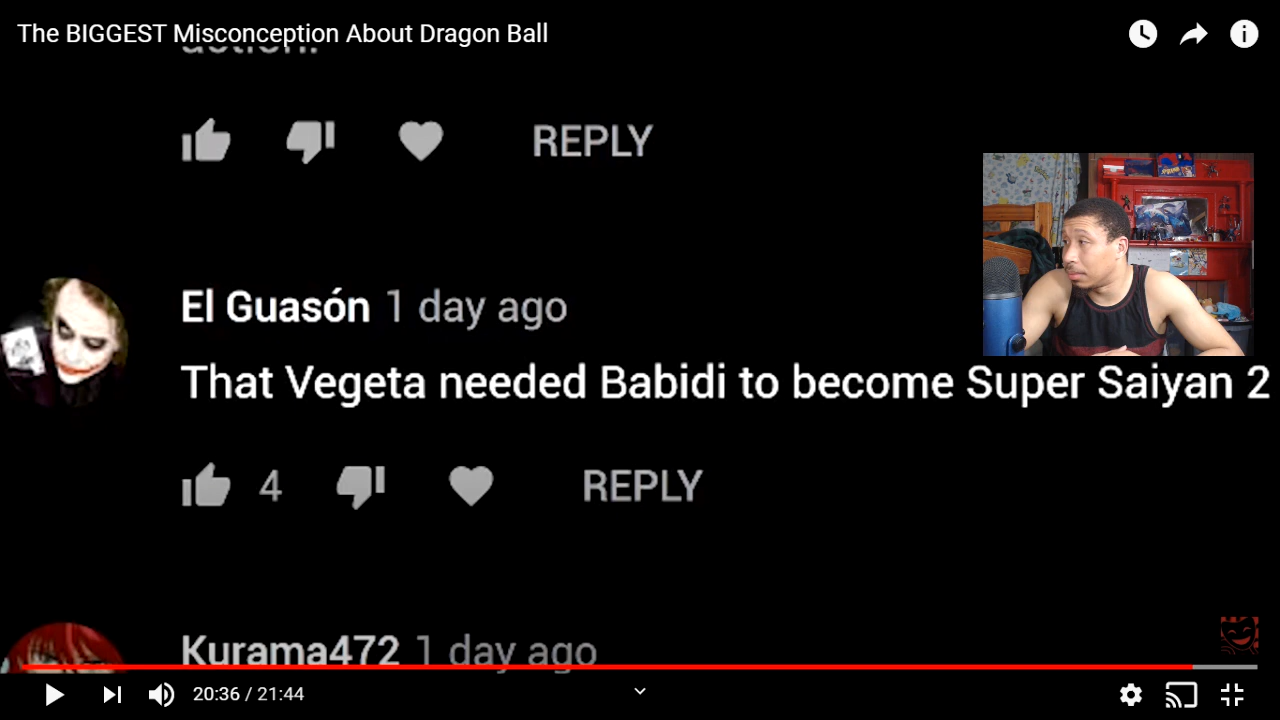 The BIGGEST Misconception About Dragon Ball
action.
REPLY
El Guasón 1 day ago
That Vegeta needed Babidi to become Super Saiyan 2
4
REPLY
Kurama472 1 day ago
20:36 / 21:44